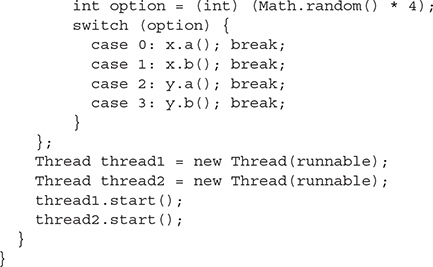 int option = (int) (Math.random() * 4);
switch (option) {
case 0: x.a(); break;
case 1: x.b(); break;
case 2: y.a(); break;
case 3: y.b(); break;
}
};
Thread thread1 = new Thread(runnable);
Thread thread2 = new Thread(runnable);
thread1.start();
thread2.start();
}
}